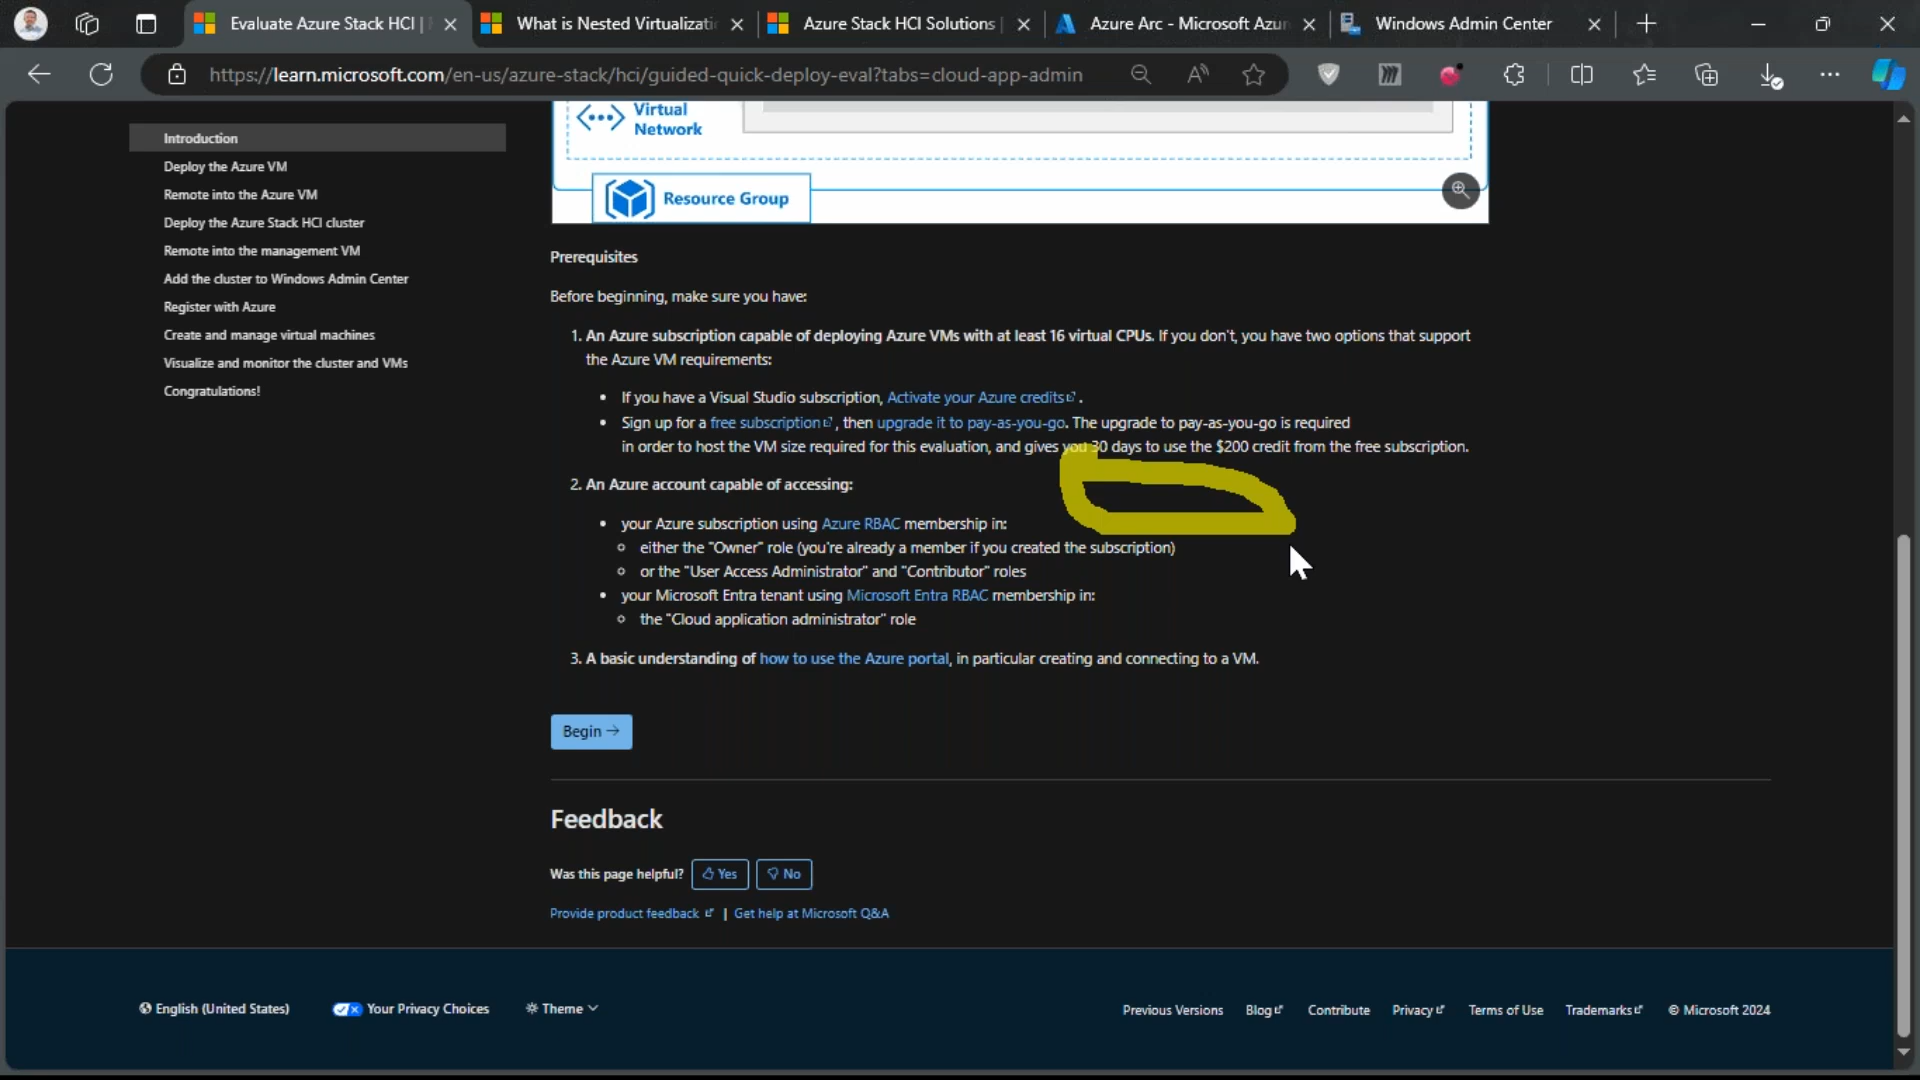 Evaluate Azure Stack HCI |
What is Nested Virtualizati
Azure Stack HCI Solutions |
Azure Arc - Microsoft Azur
Windows Admin Center
https://learn.microsoft.com/en-us/azure-stack/hci/guided-quick-deploy-eval?tabs=cloud-app-admin
Introduction
Deploy the Azure VM
Remote into the Azure VM
Deploy the Azure Stack HCI cluster
Remote into the management VM
Add the cluster to Windows Admin Center
Register with Azure
Create and manage virtual machines
Visualize and monitor the cluster and VMs
Congratulations!
Virtual
Network
Resource Group
Prerequisites
Before beginning, make sure you have:
1. An Azure subscription capable of deploying Azure VMs with at least 16 virtual CPUs. If you don't, you have two options that support
the Azure VM requirements:
• If you have a Visual Studio subscription, Activate your Azure credits.
• Sign up for a free subscription, then upgrade it to pay-as-you-go. The upgrade to pay-as-you-go is required
in order to host the VM size required for this evaluation, and gives you 30 days to use the $200 credit from the free subscription.
2. An Azure account capable of accessing:
• your Azure subscription using Azure RBAC membership in:
○ either the "Owner" role (you're already a member if you created the subscription)
○ or the "User Access Administrator" and "Contributor" roles
• your Microsoft Entra tenant using Microsoft Entra RBAC membership in:
○ the "Cloud application administrator" role
3. A basic understanding of how to use the Azure portal, in particular creating and connecting to a VM.
Begin →
Feedback
Was this page helpful? Yes No
Provide product feedback | Get help at Microsoft Q&A
English (United States) Your Privacy Choices Theme
Previous Versions Blog Contribute Privacy Terms of Use Trademarks © Microsoft 2024